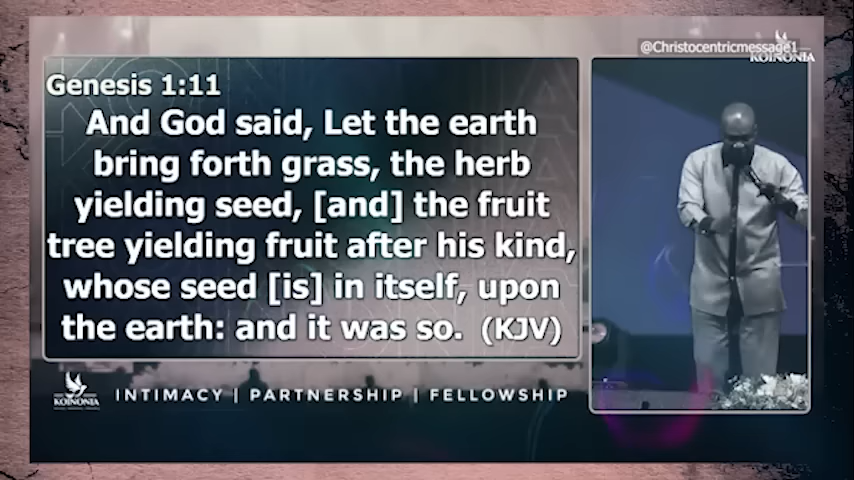 @Christocentricmessage1
KOINONIA
Genesis 1:11
And God said, Let the earth
bring forth grass, the herb
yielding seed, [and] the fruit
tree yielding fruit after his kind,
whose seed [is] in itself, upon
the earth: and it was so. (KJV)
KOINONIA
INTIMACY | PARTNERSHIP | FELLOWSHIP